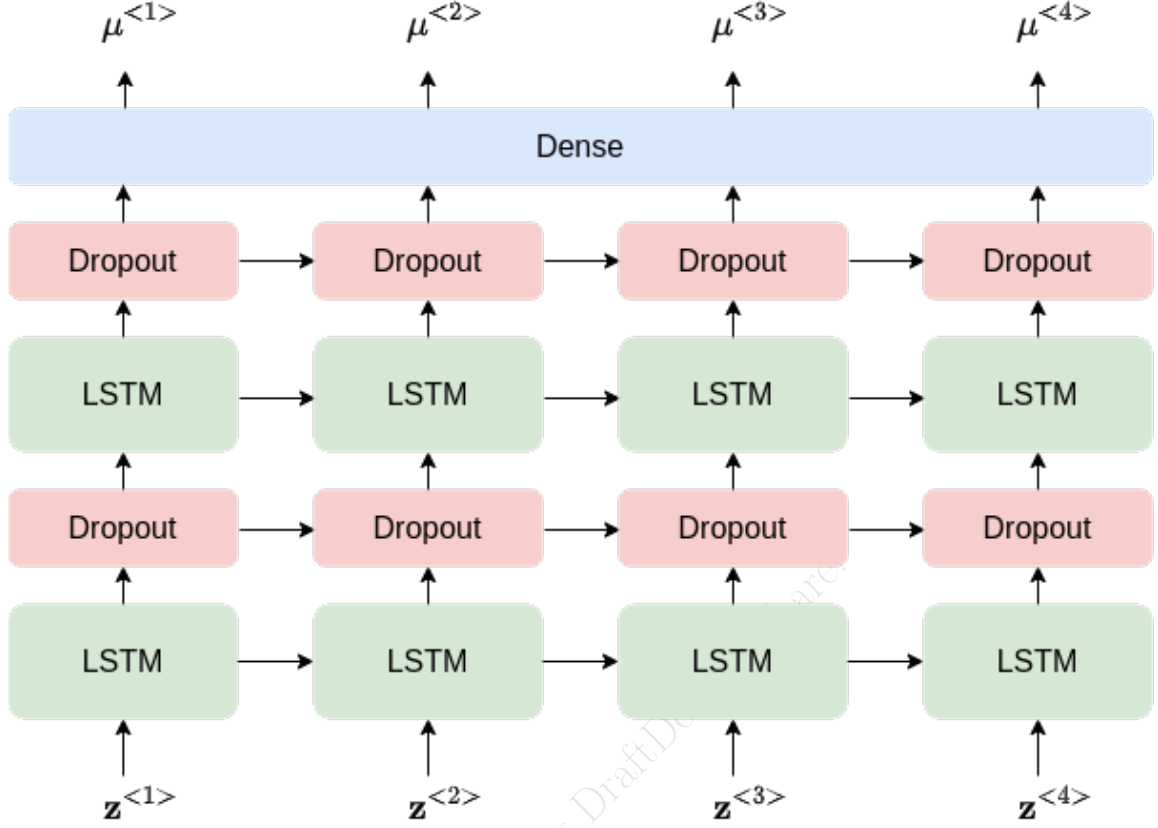 μ<1> μ<2> μ<3> μ<4>
Dense
Dropout Dropout Dropout Dropout
LSTM LSTM LSTM LSTM
Dropout Dropout Dropout Dropout
LSTM LSTM LSTM LSTM
z<1> z<2> z<3> z<4>